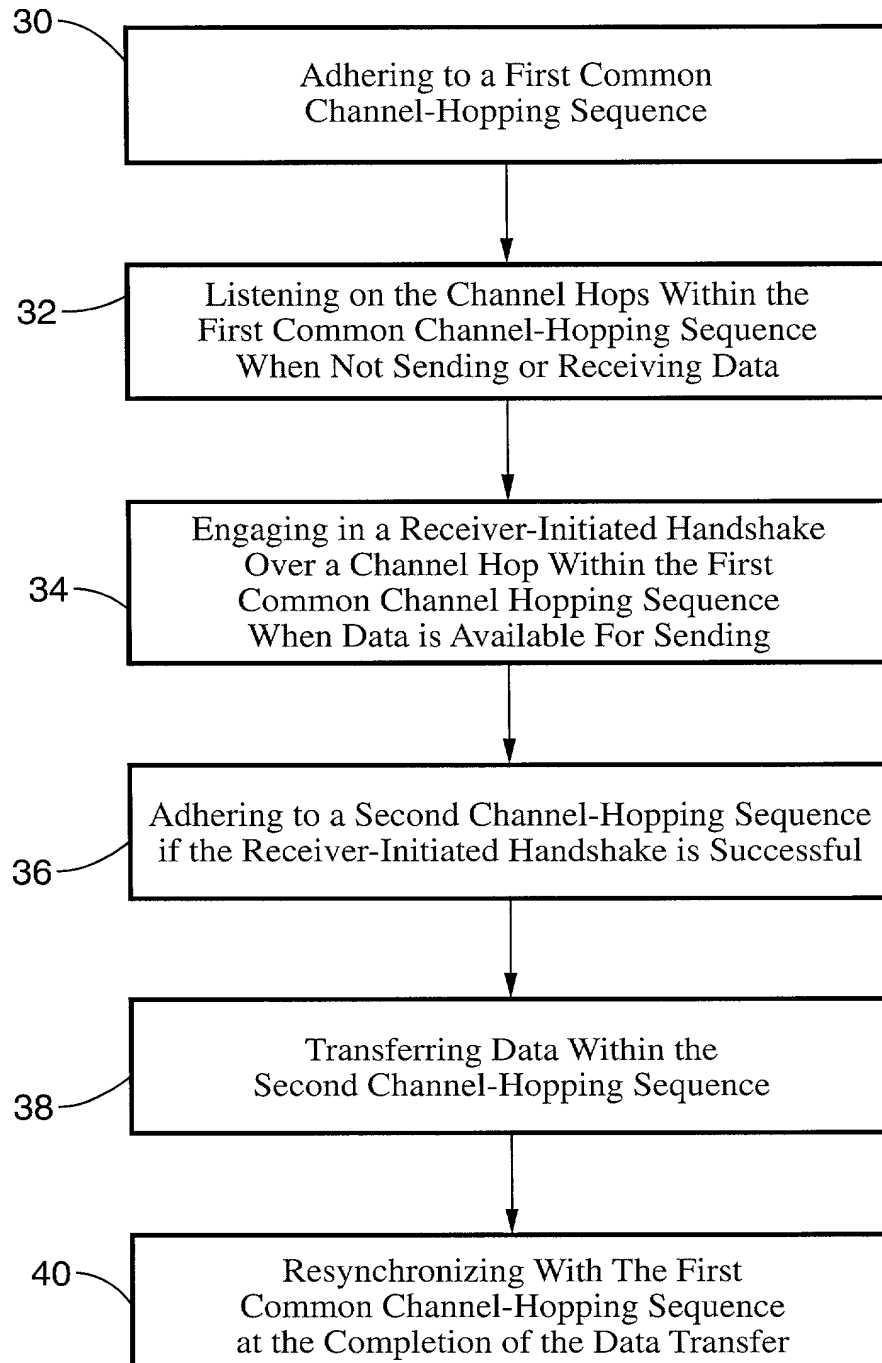 30
Adhering to a First Common
Channel-Hopping Sequence
32
Listening on the Channel Hops Within the
First Common Channel-Hopping Sequence
When Not Sending or Receiving Data
34
Engaging in a Receiver-Initiated Handshake
Over a Channel Hop Within the First
Common Channel Hopping Sequence
When Data is Available For Sending
36
Adhering to a Second Channel-Hopping Sequence
if the Receiver-Initiated Handshake is Successful
38
Transferring Data Within the
Second Channel-Hopping Sequence
40
Resynchronizing With The First
Common Channel-Hopping Sequence
at the Completion of the Data Transfer